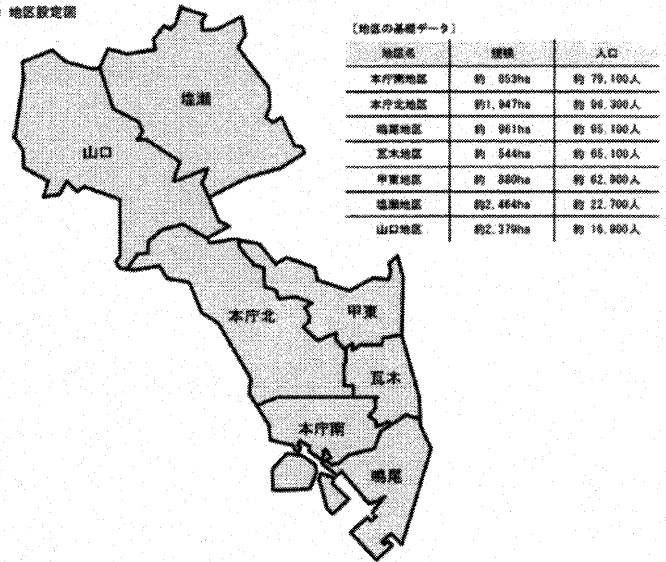 地区設定図
〔地区の基礎データ〕
地区名 規模 人口
本庁南地区 約 853ha 約 79,100人
本庁北地区 約1,947ha 約 96,300人
鳴尾地区 約 961ha 約 95,100人
瓦木地区 約 544ha 約 65,100人
甲東地区 約 880ha 約 62,900人
塩瀬地区 約2,464ha 約 22,700人
山口地区 約2,379ha 約 16,900人
塩瀬
山口
本庁北
甲東
瓦木
本庁南
鳴尾